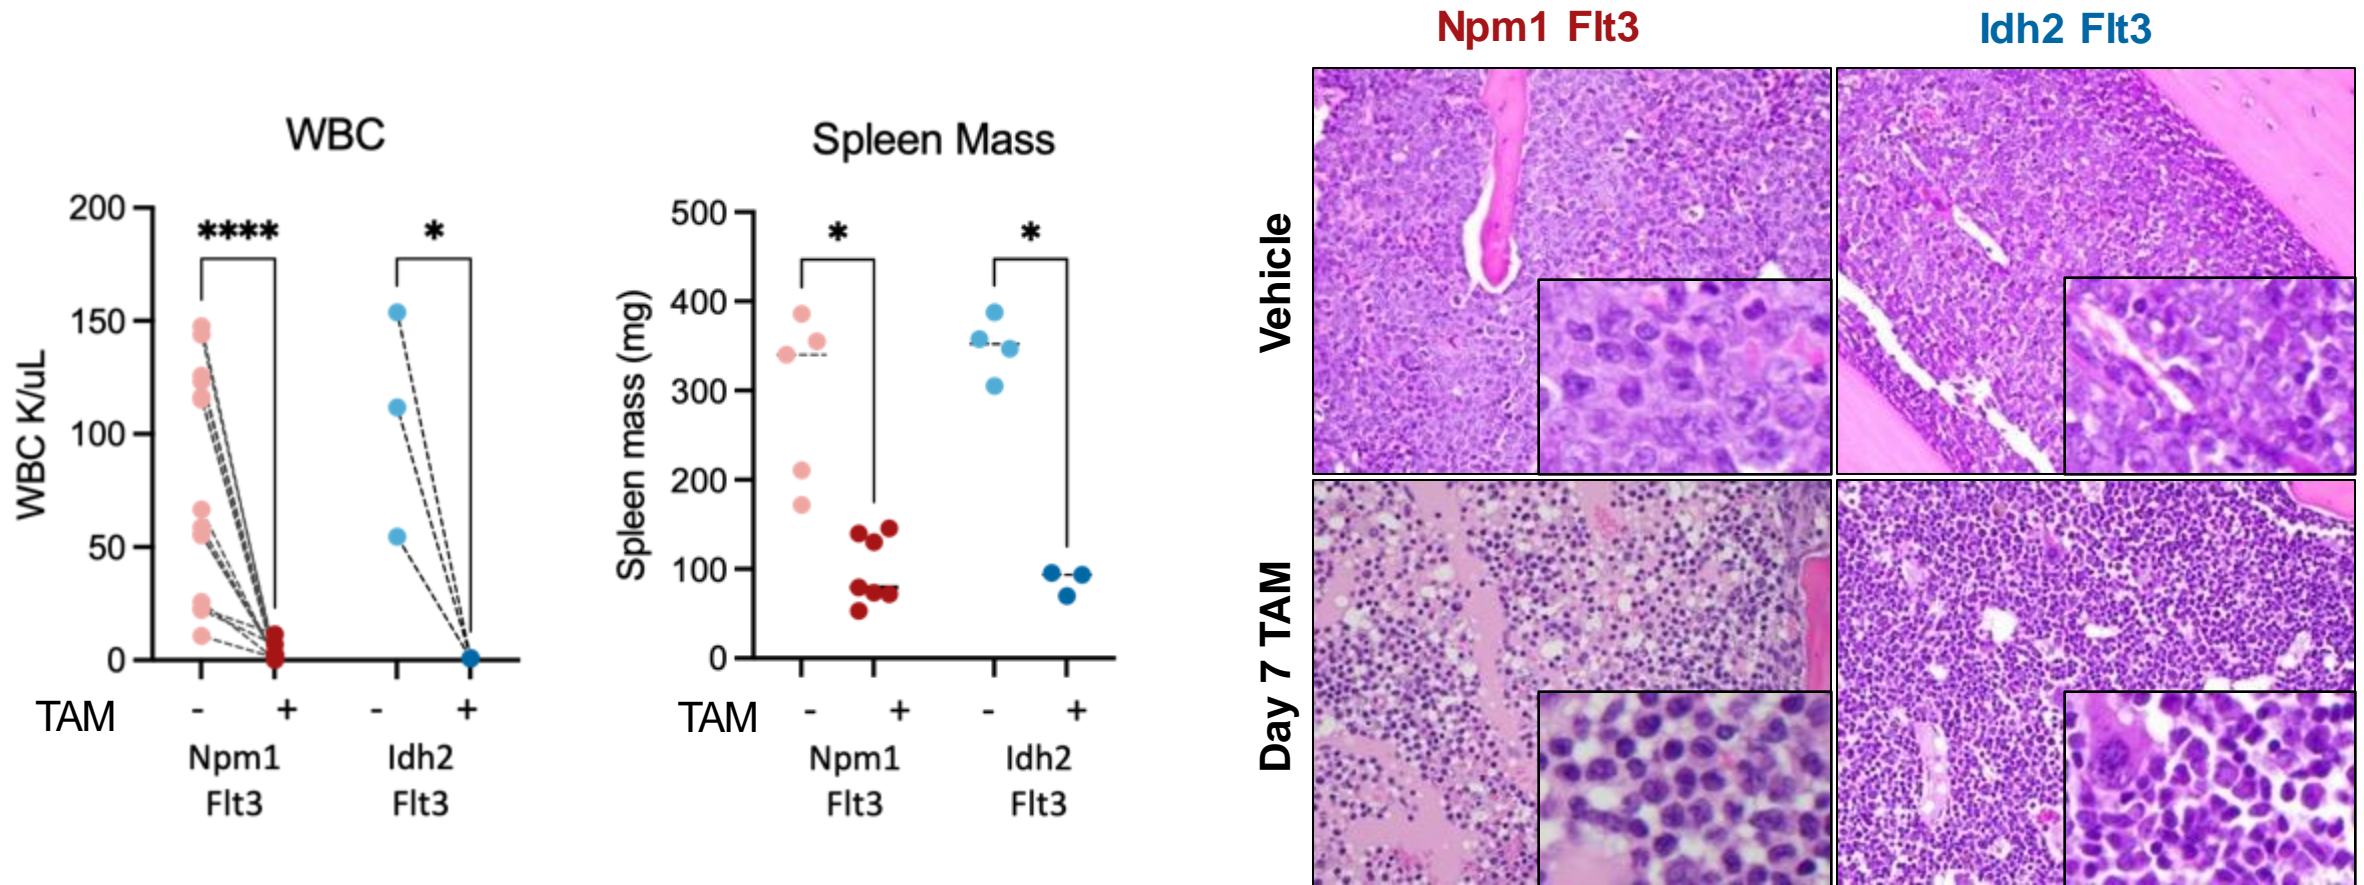 WBC
WBC K/uL
200
150
100
50
0
****
*
TAM
- + - +
Npm1
Flt3
Idh2
Flt3
Spleen Mass
Spleen mass (mg)
500
400
300
200
100
0
*
*
TAM
- + - +
Npm1
Flt3
Idh2
Flt3
Npm1 Flt3
Idh2 Flt3
Vehicle
Day 7 TAM